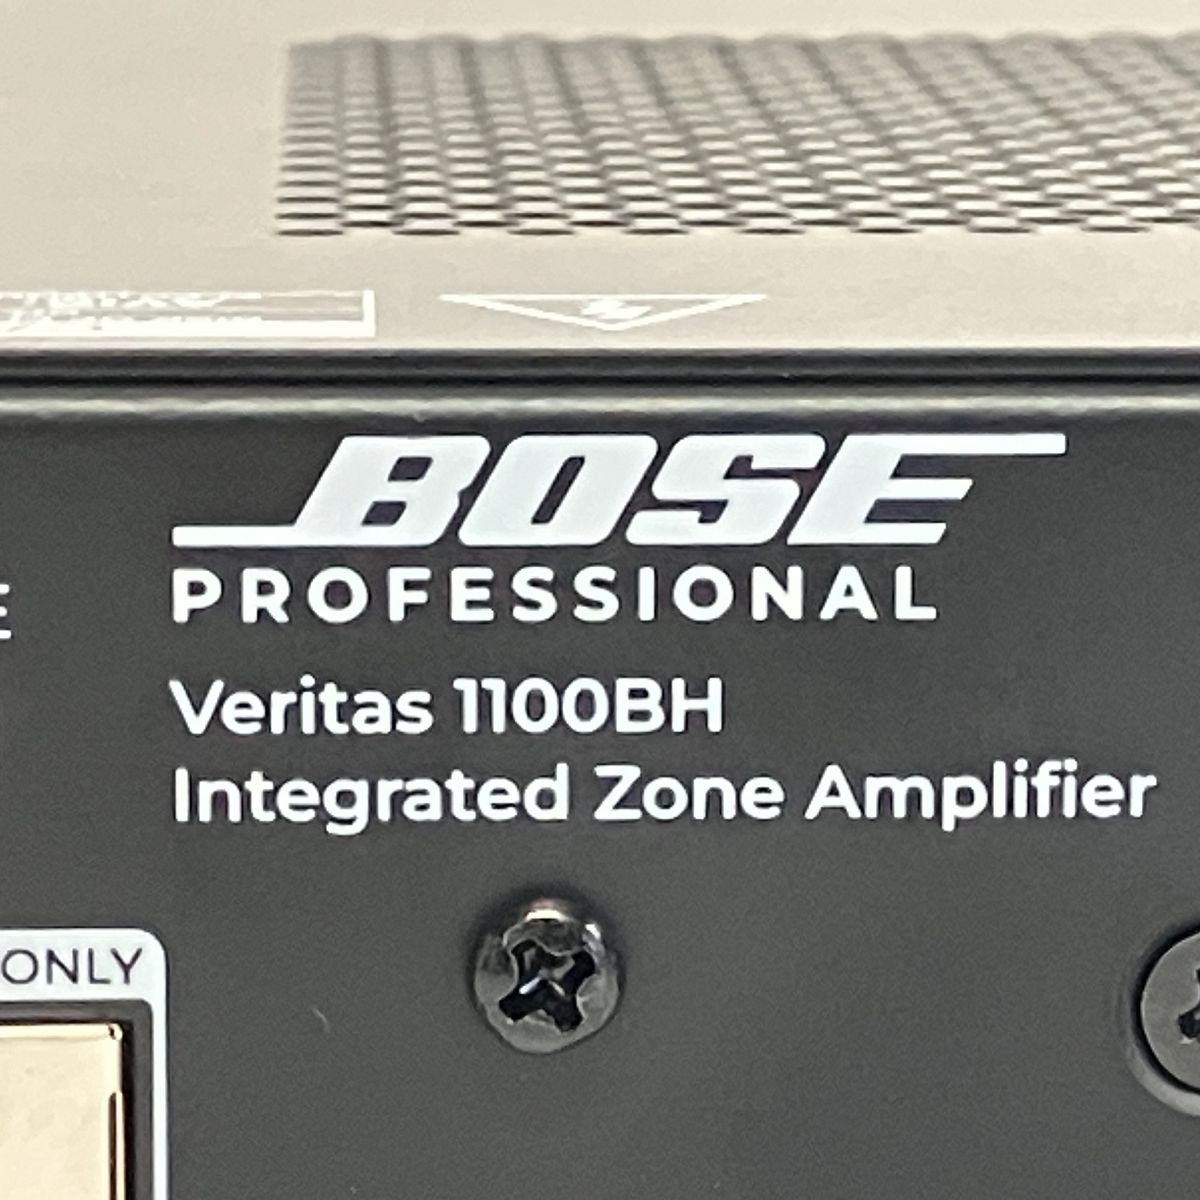 BOSE
PROFESSIONAL
Veritas 1100BH
Integrated Zone Amplifier
E
ONLY